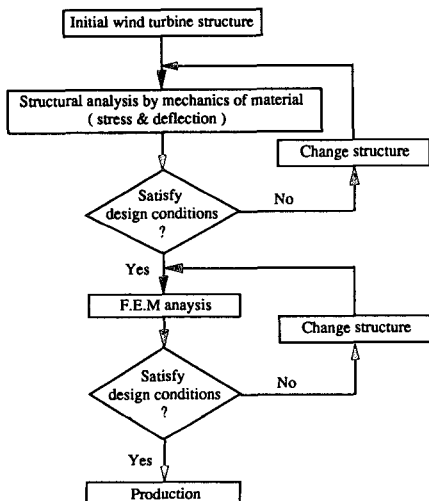 Initial wind turbine structure
Structural analysis by mechanics of material
( stress & deflection )
Change structure
Satisfy
design conditions
?
No
Yes
F.E.M anaysis
Change structure
Satisfy
design conditions
?
No
Yes
Production